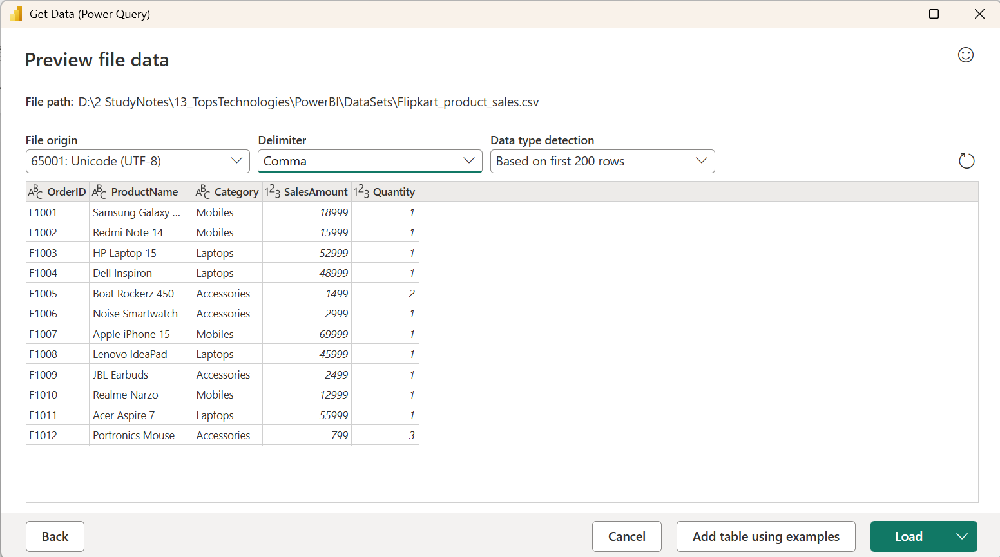 Get Data (Power Query)
Preview file data
File path: D:\2 StudyNotes\13_TopsTechnologies\PowerBI\DataSets\Flipkart_product_sales.csv
File origin Delimiter Data type detection
65001: Unicode (UTF-8) Comma Based on first 200 rows
ABC OrderID ABC ProductName ABC Category 123 SalesAmount 123 Quantity
F1001 Samsung Galaxy ... Mobiles 18999 1
F1002 Redmi Note 14 Mobiles 15999 1
F1003 HP Laptop 15 Laptops 52999 1
F1004 Dell Inspiron Laptops 48999 1
F1005 Boat Rockerz 450 Accessories 1499 2
F1006 Noise Smartwatch Accessories 2999 1
F1007 Apple iPhone 15 Mobiles 69999 1
F1008 Lenovo IdeaPad Laptops 45999 1
F1009 JBL Earbuds Accessories 2499 1
F1010 Realme Narzo Mobiles 12999 1
F1011 Acer Aspire 7 Laptops 55999 1
F1012 Portronics Mouse Accessories 799 3
Back Cancel Add table using examples Load